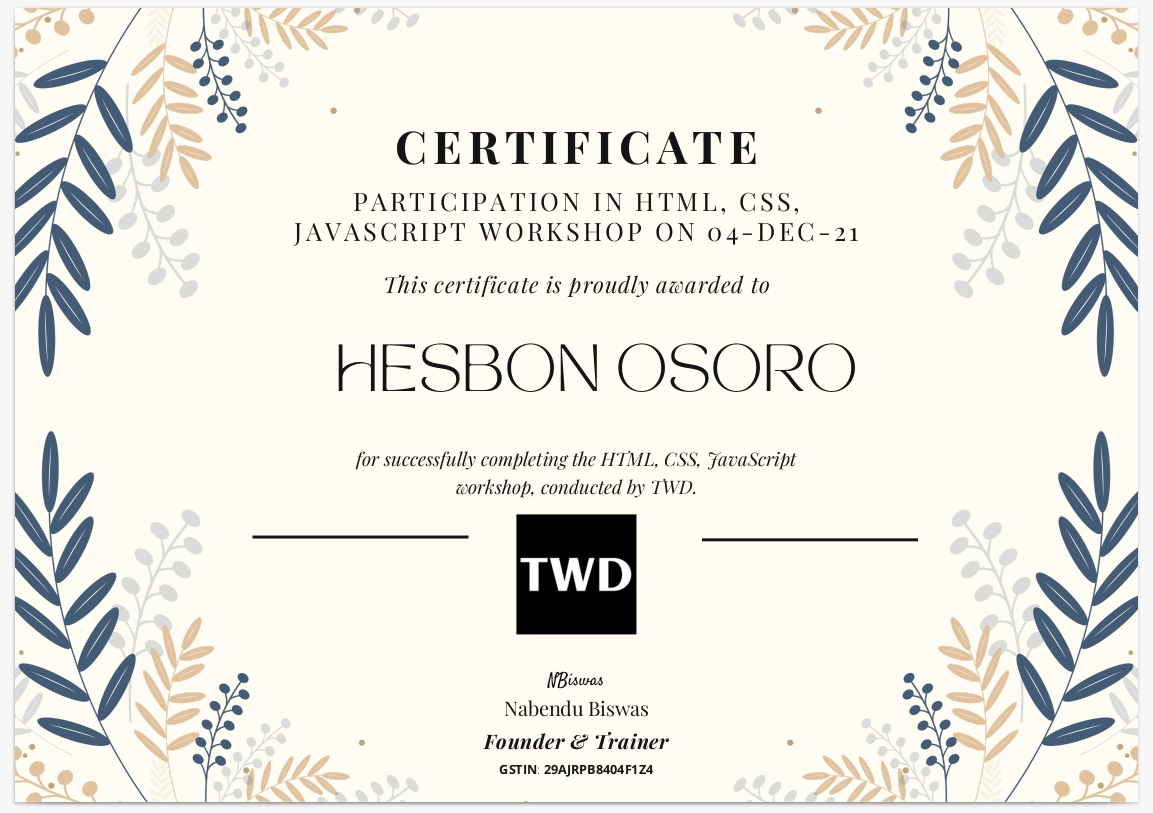 CERTIFICATE
PARTICIPATION IN HTML, CSS,
JAVASCRIPT WORKSHOP ON 04-DEC-21
This certificate is proudly awarded to
HESBON OSORO
for successfully completing the HTML, CSS, JavaScript
workshop, conducted by TWD.
TWD
NBiswas
Nabendu Biswas
Founder & Trainer
GSTIN: 29AJRPB8404F1Z4